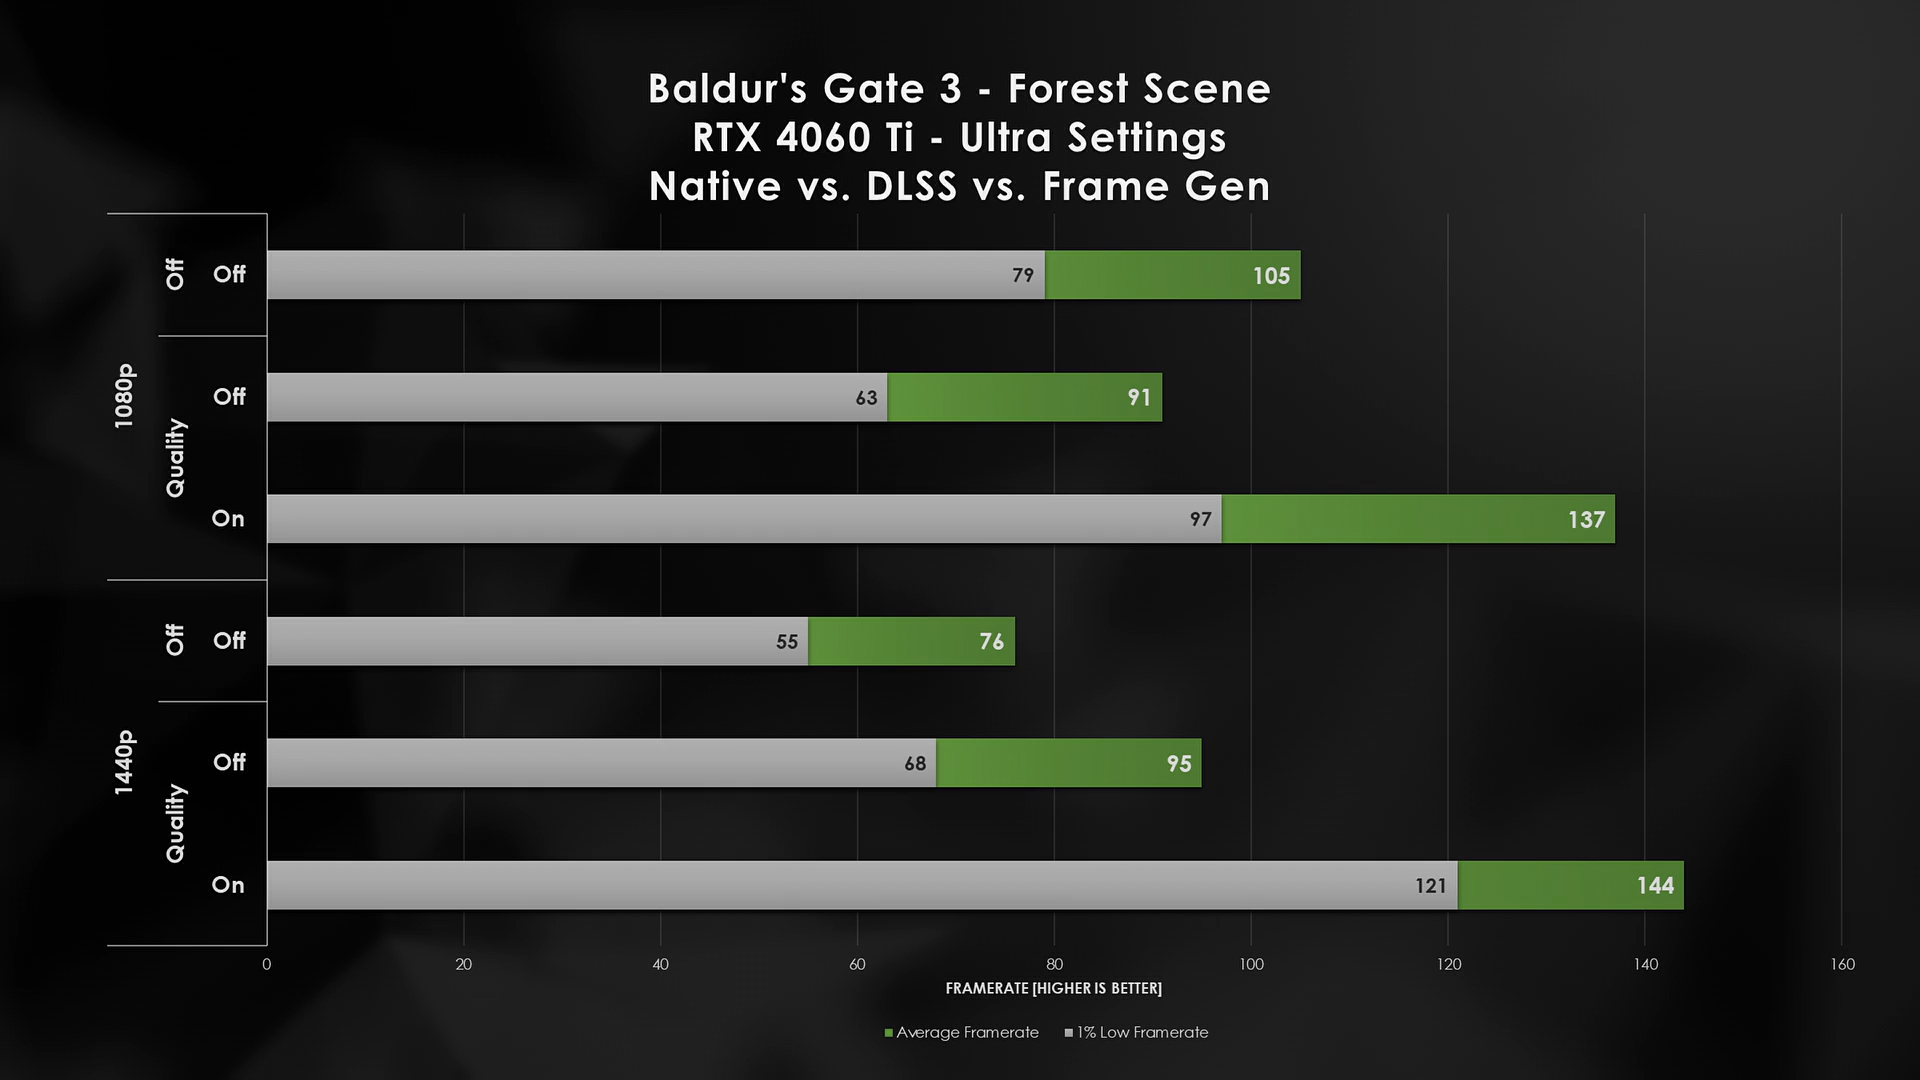 Baldur's Gate 3 - Forest Scene
RTX 4060 Ti - Ultra Settings
Native vs. DLSS vs. Frame Gen
1080p
Off
Off
79
105
Quality
Off
63
91
On
97
137
1440p
Off
Off
55
76
Quality
Off
68
95
On
121
144
0 20 40 60 80 100 120 140 160
FRAMERATE [HIGHER IS BETTER]
Average Framerate 1% Low Framerate